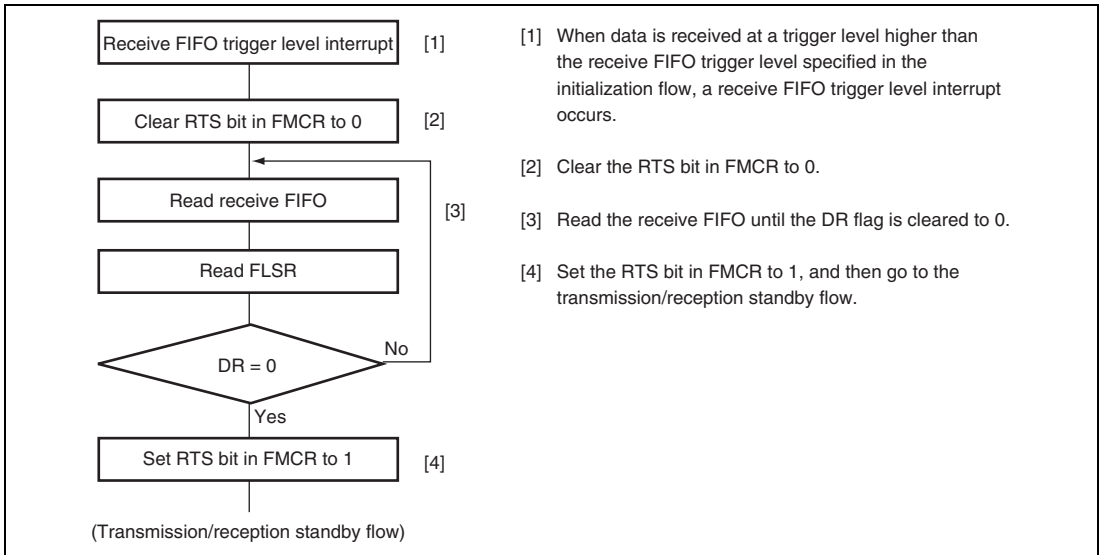 Receive FIFO trigger level interrupt [1]
Clear RTS bit in FMCR to 0 [2]
Read receive FIFO
[3]
Read FLSR
DR = 0
No
Yes
Set RTS bit in FMCR to 1 [4]
(Transmission/reception standby flow)
[1] When data is received at a trigger level higher than
the receive FIFO trigger level specified in the
initialization flow, a receive FIFO trigger level interrupt
occurs.
[2] Clear the RTS bit in FMCR to 0.
[3] Read the receive FIFO until the DR flag is cleared to 0.
[4] Set the RTS bit in FMCR to 1, and then go to the
transmission/reception standby flow.